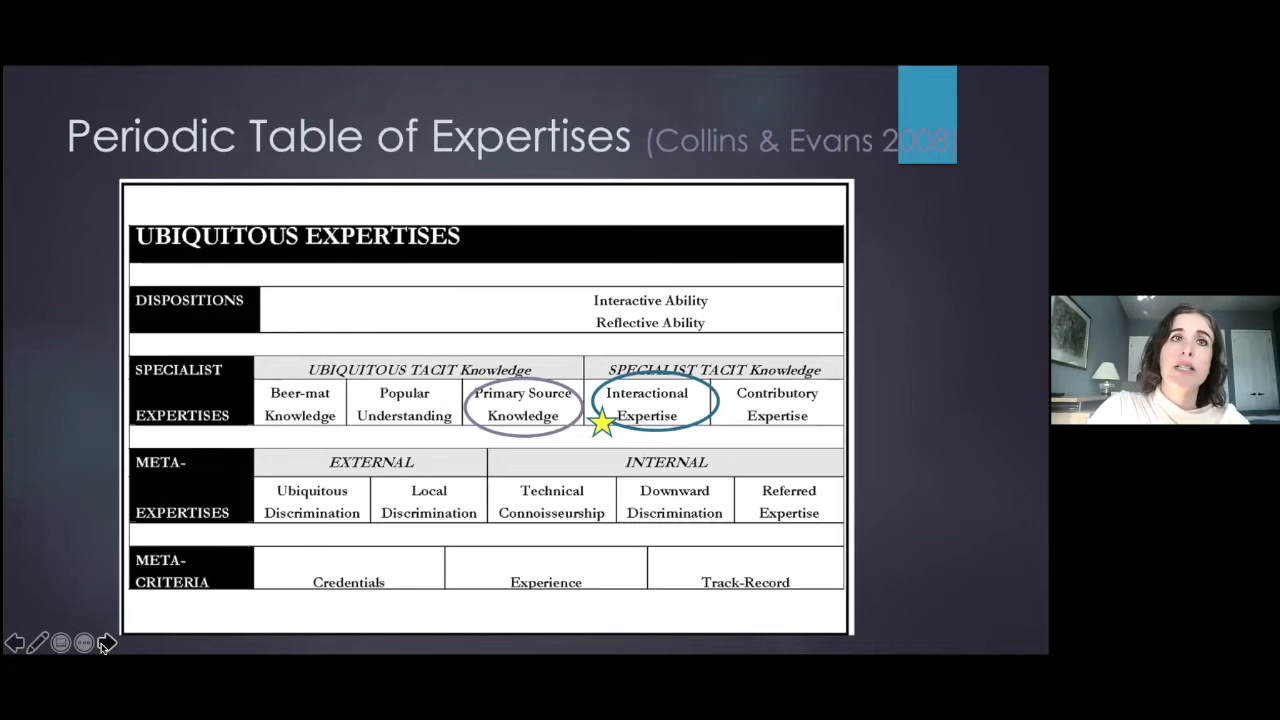 Periodic Table of Expertises (Collins & Evans 2008)
UBIQUITOUS EXPERTISES
DISPOSITIONS
Interactive Ability
Reflective Ability
SPECIALIST
EXPERTISES
UBIQUITOUS TACIT Knowledge
SPECIALIST TACIT Knowledge
Beer-mat
Knowledge
Popular
Understanding
Primary Source
Knowledge
Interactional
Expertise
Contributory
Expertise
META-
EXPERTISES
EXTERNAL
INTERNAL
Ubiquitous
Discrimination
Local
Discrimination
Technical
Connoisseurship
Downward
Discrimination
Referred
Expertise
META-
CRITERIA
Credentials
Experience
Track-Record